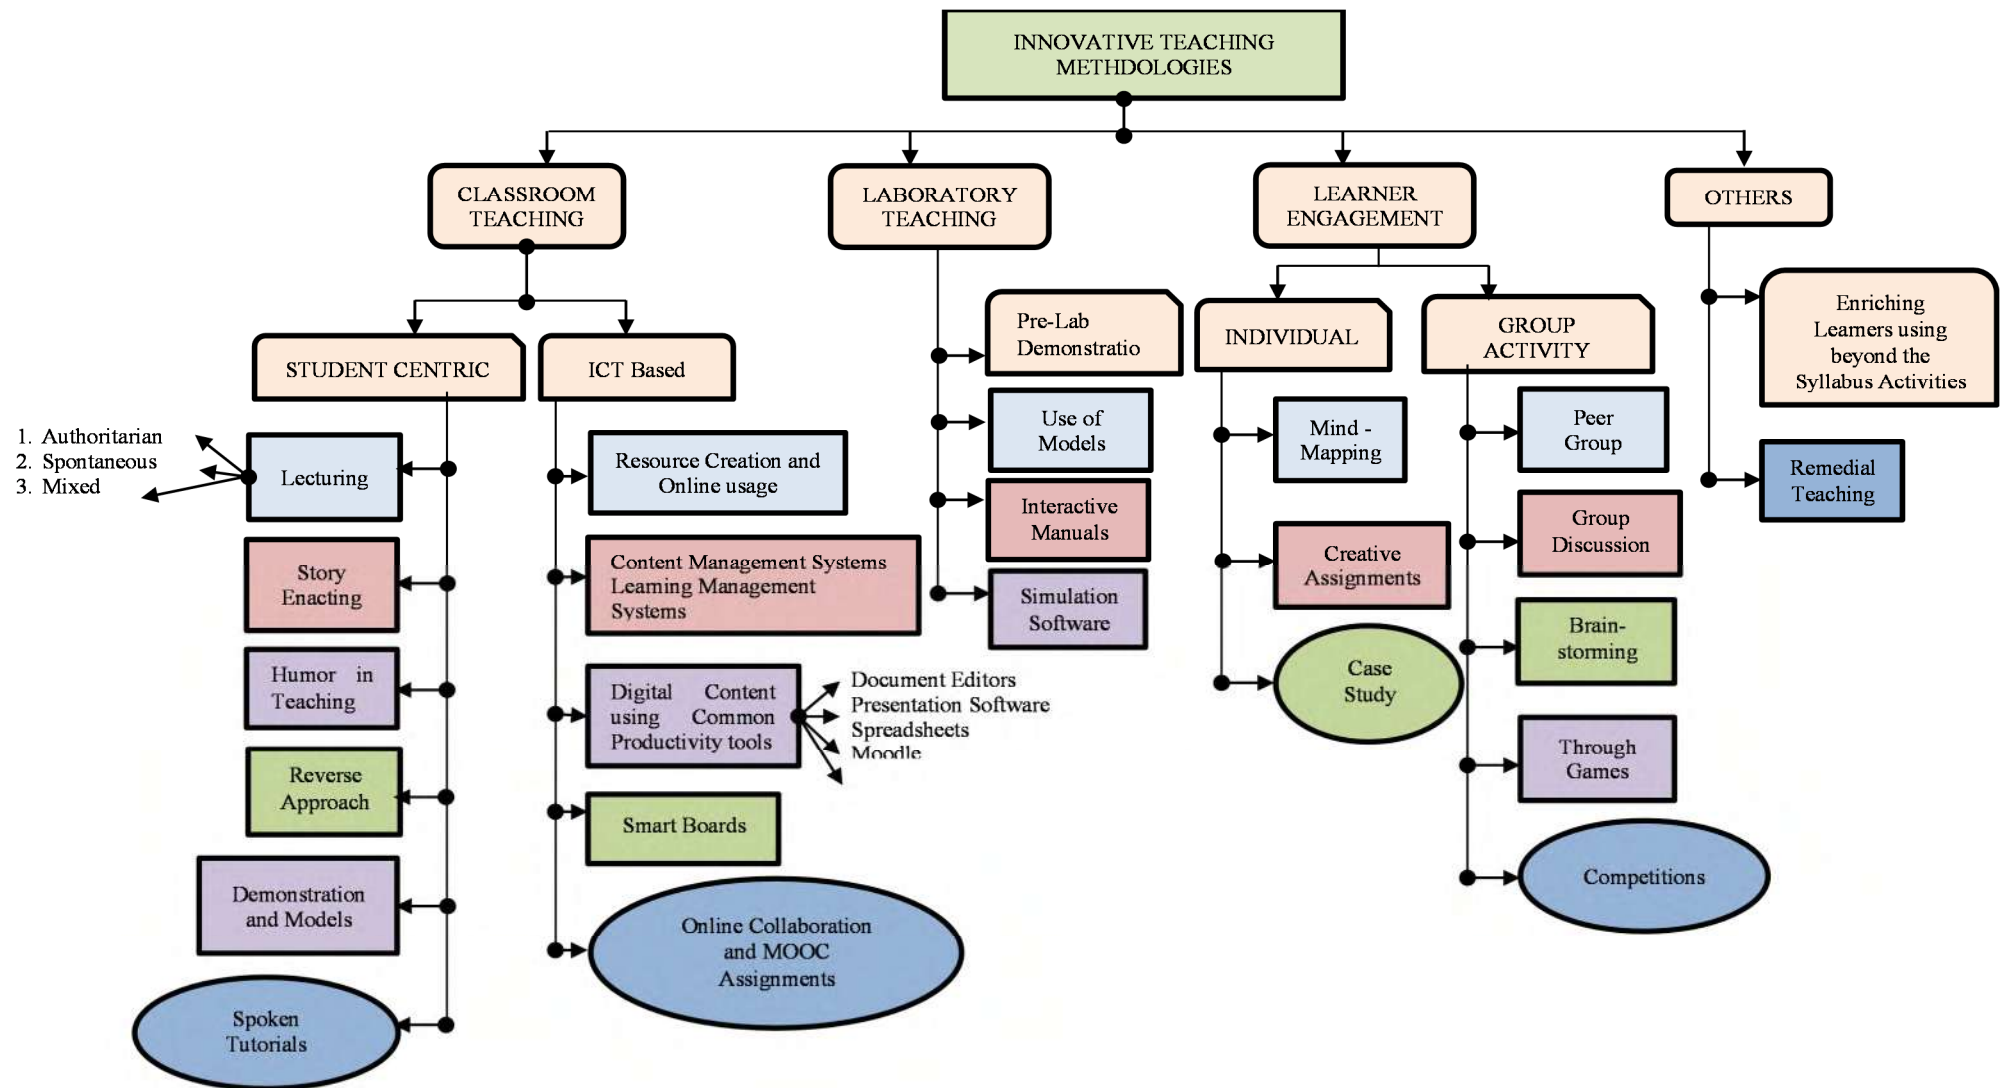 INNOVATIVE TEACHING
METHDOLOGIES
CLASSROOM
TEACHING
LABORATORY
TEACHING
LEARNER
ENGAGEMENT
OTHERS
STUDENT CENTRIC
ICT Based
1. Authoritarian
2. Spontaneous
3. Mixed
Lecturing
Story
Enacting
Humor in
Teaching
Reverse
Approach
Demonstration
and Models
Spoken
Tutorials
Resource Creation and
Online usage
Content Management Systems
Learning Management
Systems
Digital Content
using Common
Productivity tools
Document Editors
Presentation Software
Spreadsheets
Moodle
Smart Boards
Online Collaboration
and MOOC
Assignments
Pre-Lab
Demonstratio
Use of
Models
Interactive
Manuals
Simulation
Software
INDIVIDUAL
Mind -
Mapping
Creative
Assignments
Case
Study
GROUP
ACTIVITY
Peer
Group
Group
Discussion
Brain-
storming
Through
Games
Competitions
Enriching
Learners using
beyond the
Syllabus Activities
Remedial
Teaching